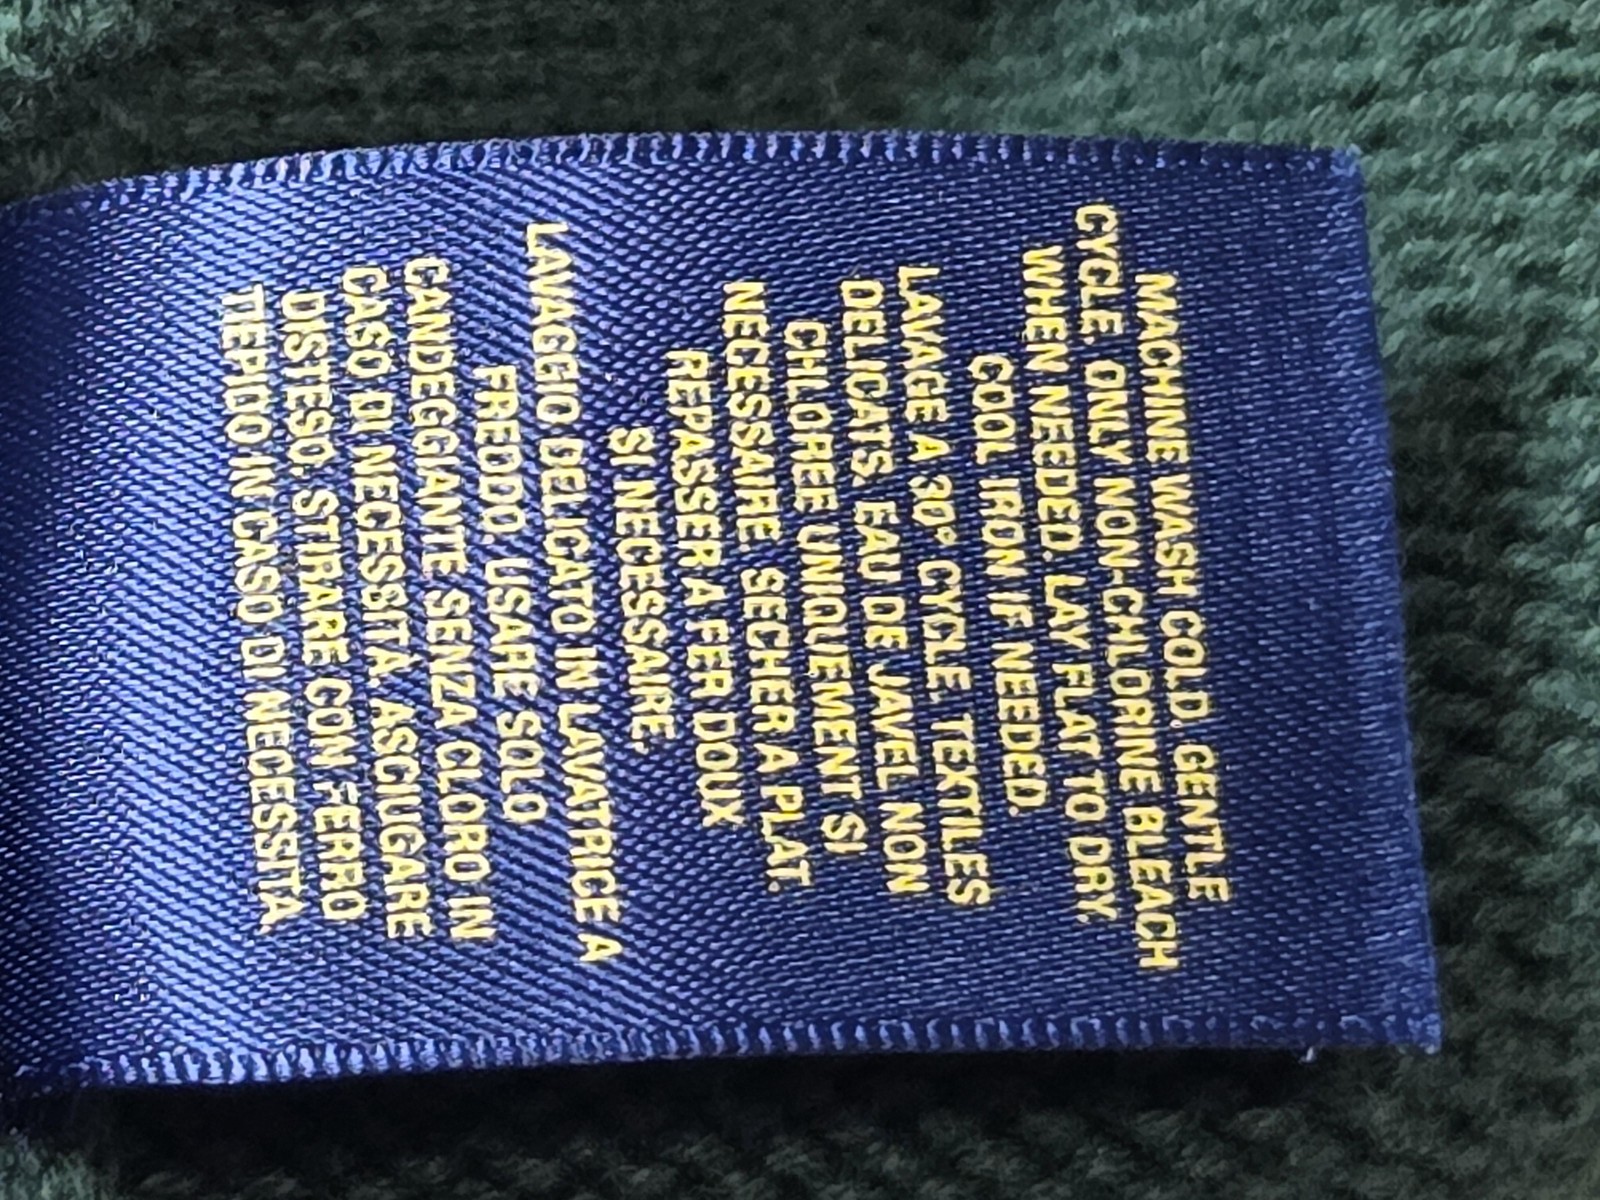 MACHINE WASH COLD. GENTLE
CYCLE. ONLY NON-CHLORINE BLEACH
WHEN NEEDED. LAY FLAT TO DRY.
COOL IRON IF NEEDED.
LAVAGE A 30° CYCLE. TEXTILES
DELICATS. EAU DE JAVEL NON
CHLOREE UNIQUEMENT SI
NECESSAIRE. SECHER A PLAT.
REPASSER A FER DOUX
SI NECESSAIRE.
LAVAGGIO DELICATO IN LAVATRICE A
FREDDO. USARE SOLO
CANDEGGIANTE SENZA CLORO IN
CASO DI NECESSITA. ASCIUGARE
DISTESO. STIRARE CON FERRO
TIEPIDO IN CASO DI NECESSITA.